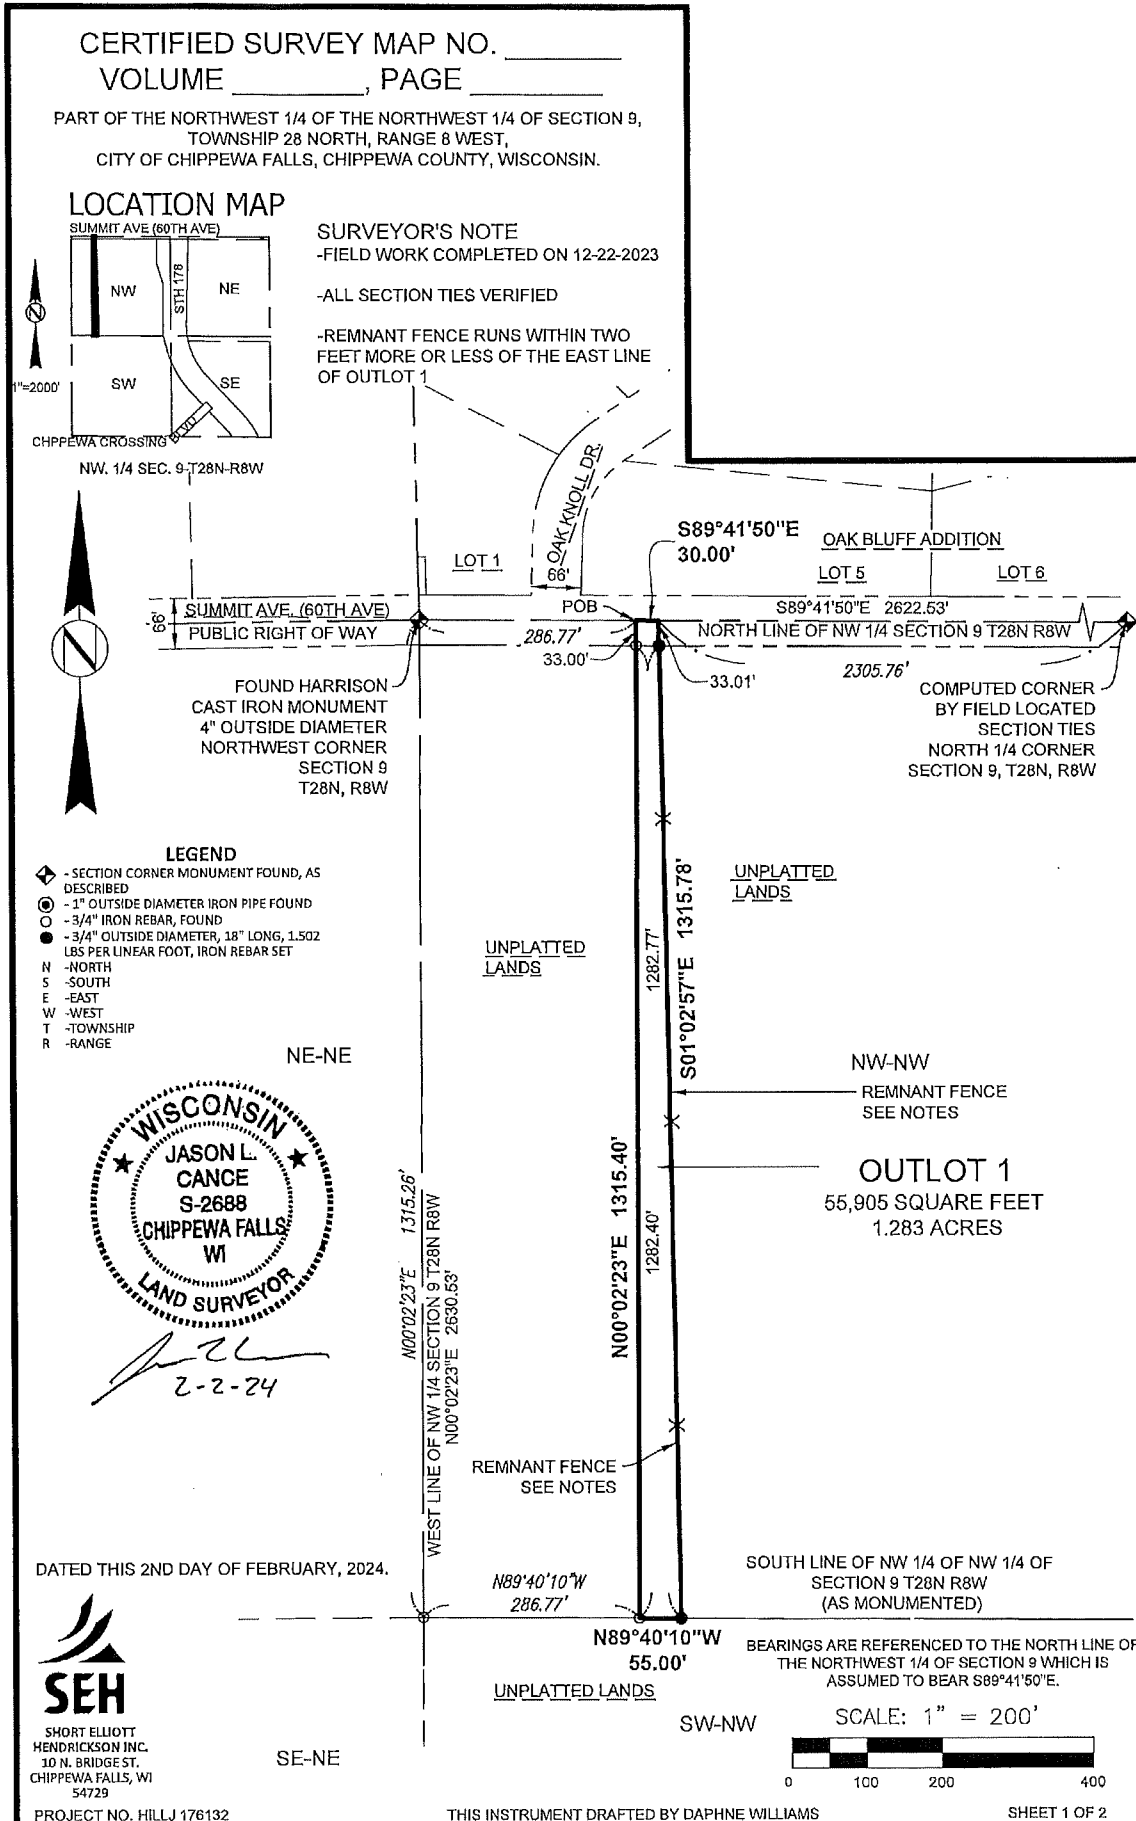 CERTIFIED SURVEY MAP NO. ________
VOLUME ________, PAGE ________
PART OF THE NORTHWEST 1/4 OF THE NORTHWEST 1/4 OF SECTION 9,
TOWNSHIP 28 NORTH, RANGE 8 WEST,
CITY OF CHIPPEWA FALLS, CHIPPEWA COUNTY, WISCONSIN.
LOCATION MAP
SUMMIT AVE (60TH AVE)
NW
STH 178
NE
N
SW
SE
1"=2000'
CHPPEWA CROSSING
BLVD
NW. 1/4 SEC. 9-T28N-R8W
SURVEYOR'S NOTE
-FIELD WORK COMPLETED ON 12-22-2023
-ALL SECTION TIES VERIFIED
-REMNANT FENCE RUNS WITHIN TWO
FEET MORE OR LESS OF THE EAST LINE
OF OUTLOT 1
OAK KNOLL DR.
66'
LOT 1
S89°41'50"E
30.00'
OAK BLUFF ADDITION
LOT 5
LOT 6
66'
SUMMIT AVE. (60TH AVE)
PUBLIC RIGHT OF WAY
POB
S89°41'50"E 2622.53'
NORTH LINE OF NW 1/4 SECTION 9 T28N R8W
286.77'
33.00'
33.01'
2305.76'
N
FOUND HARRISON
CAST IRON MONUMENT
4" OUTSIDE DIAMETER
NORTHWEST CORNER
SECTION 9
T28N, R8W
COMPUTED CORNER
BY FIELD LOCATED
SECTION TIES
NORTH 1/4 CORNER
SECTION 9, T28N, R8W
LEGEND
- SECTION CORNER MONUMENT FOUND, AS
DESCRIBED
- 1" OUTSIDE DIAMETER IRON PIPE FOUND
- 3/4" IRON REBAR, FOUND
- 3/4" OUTSIDE DIAMETER, 18" LONG, 1.502
LBS PER LINEAR FOOT, IRON REBAR SET
N -NORTH
S -SOUTH
E -EAST
W -WEST
T -TOWNSHIP
R -RANGE
UNPLATTED
LANDS
UNPLATTED
LANDS
1282.77'
S01°02'57"E 1315.78'
NE-NE
NW-NW
REMNANT FENCE
SEE NOTES
OUTLOT 1
55,905 SQUARE FEET
1.283 ACRES
N00°02'23"E 1315.40'
1282.40'
WISCONSIN
JASON L.
CANCE
S-2688
CHIPPEWA FALLS
WI
LAND SURVEYOR
2-2-24
N00°02'23"E 1315.26'
WEST LINE OF NW 1/4 SECTION 9 T28N R8W
N00°02'23"E 2630.53'
REMNANT FENCE
SEE NOTES
DATED THIS 2ND DAY OF FEBRUARY, 2024.
N89°40'10"W
286.77'
SOUTH LINE OF NW 1/4 OF NW 1/4 OF
SECTION 9 T28N R8W
(AS MONUMENTED)
N89°40'10"W
55.00'
BEARINGS ARE REFERENCED TO THE NORTH LINE OF
THE NORTHWEST 1/4 OF SECTION 9 WHICH IS
ASSUMED TO BEAR S89°41'50"E.
UNPLATTED LANDS
SW-NW
SCALE: 1" = 200'
0 100 200 400
SEH
SHORT ELLIOTT
HENDRICKSON INC.
10 N. BRIDGE ST.
CHIPPEWA FALLS, WI
54729
SE-NE
PROJECT NO. HILLJ 176132
THIS INSTRUMENT DRAFTED BY DAPHNE WILLIAMS
SHEET 1 OF 2